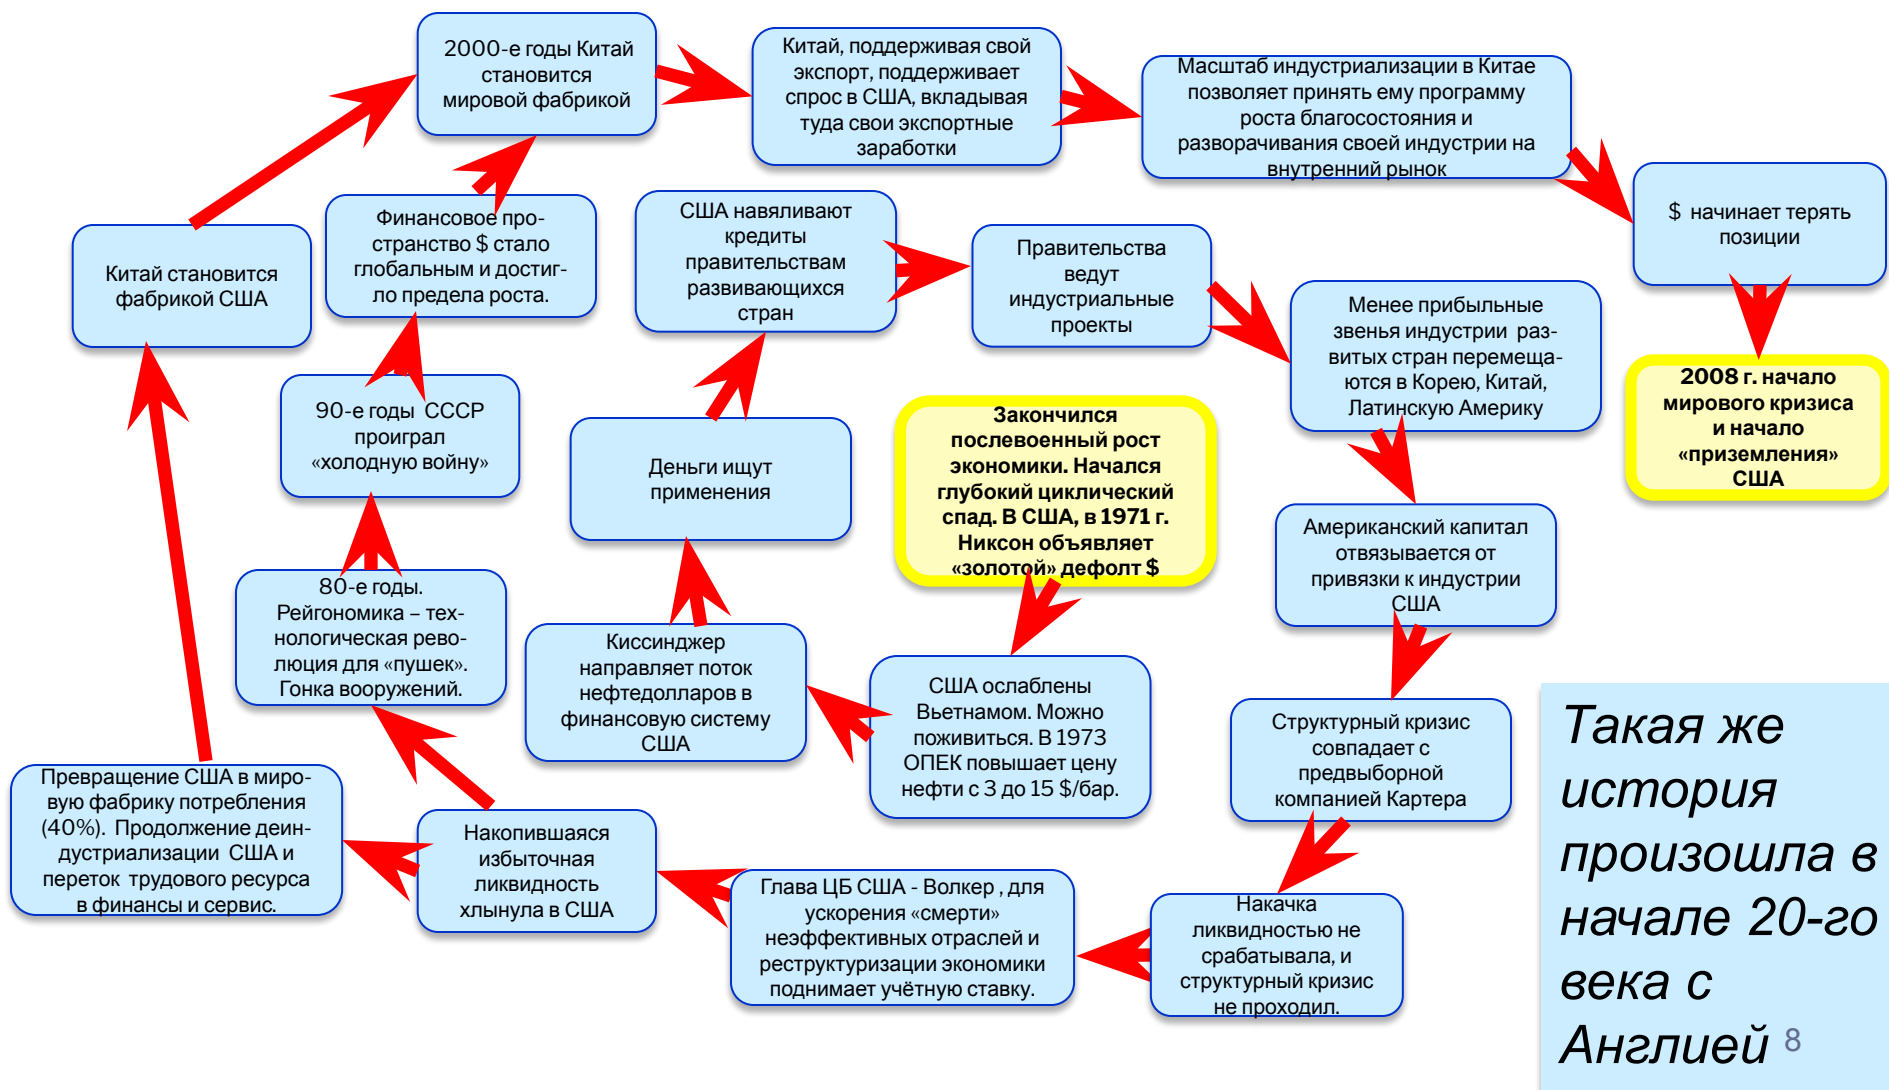 2000-е годы Китай
становится
мировой фабрикой
Китай, поддерживая свой
экспорт, поддерживает
спрос в США, вкладывая
туда свои экспортные
заработки
Масштаб индустриализации в Китае
позволяет принять ему программу
роста благосостояния и
разворачивания своей индустрии на
внутренний рынок
$ начинает терять
позиции
2008 г. начало
мирового кризиса
и начало
«приземления»
США
Китай становится
фабрикой США
Финансовое про-
странство $ стало
глобальным и достиг-
ло предела роста.
США навяливают
кредиты
правительствам
развивающихся
стран
Правительства
ведут
индустриальные
проекты
Менее прибыльные
звенья индустрии раз-
витых стран перемеща-
ются в Корею, Китай,
Латинскую Америку
90-е годы СССР
проиграл
«холодную войну»
Деньги ищут
применения
Закончился
послевоенный рост
экономики. Начался
глубокий циклический
спад. В США, в 1971 г.
Никсон объявляет
«золотой» дефолт $
Американский капитал
отвязывается от
привязки к индустрии
США
80-е годы.
Рейгономика – тех-
нологическая рево-
люция для «пушек».
Гонка вооружений.
Киссинджер
направляет поток
нефтедолларов в
финансовую систему
США
США ослаблены
Вьетнамом. Можно
поживиться. В 1973
ОПЕК повышает цену
нефти с 3 до 15 $/бар.
Структурный кризис
совпадает с
предвыборной
компанией Картера
Превращение США в миро-
вую фабрику потребления
(40%). Продолжение деин-
дустриализации США и
переток трудового ресурса
в финансы и сервис.
Накопившаяся
избыточная
ликвидность
хлынула в США
Глава ЦБ США - Волкер , для
ускорения «смерти»
неэффективных отраслей и
реструктуризации экономики
поднимает учётную ставку.
Накачка
ликвидностью не
срабатывала, и
структурный кризис
не проходил.
Такая же
история
произошла в
начале 20-го
века с
Англией
8